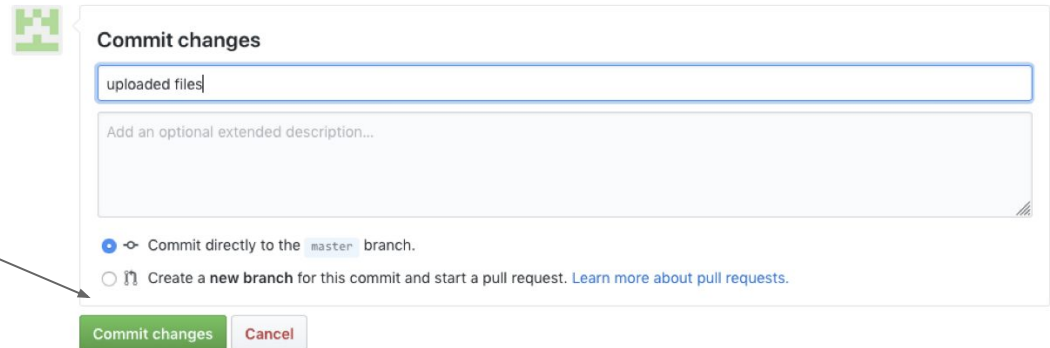 Commit changes
uploaded files
Add an optional extended description...
Commit directly to the master branch.
Create a new branch for this commit and start a pull request. Learn more about pull requests.
Commit changes Cancel